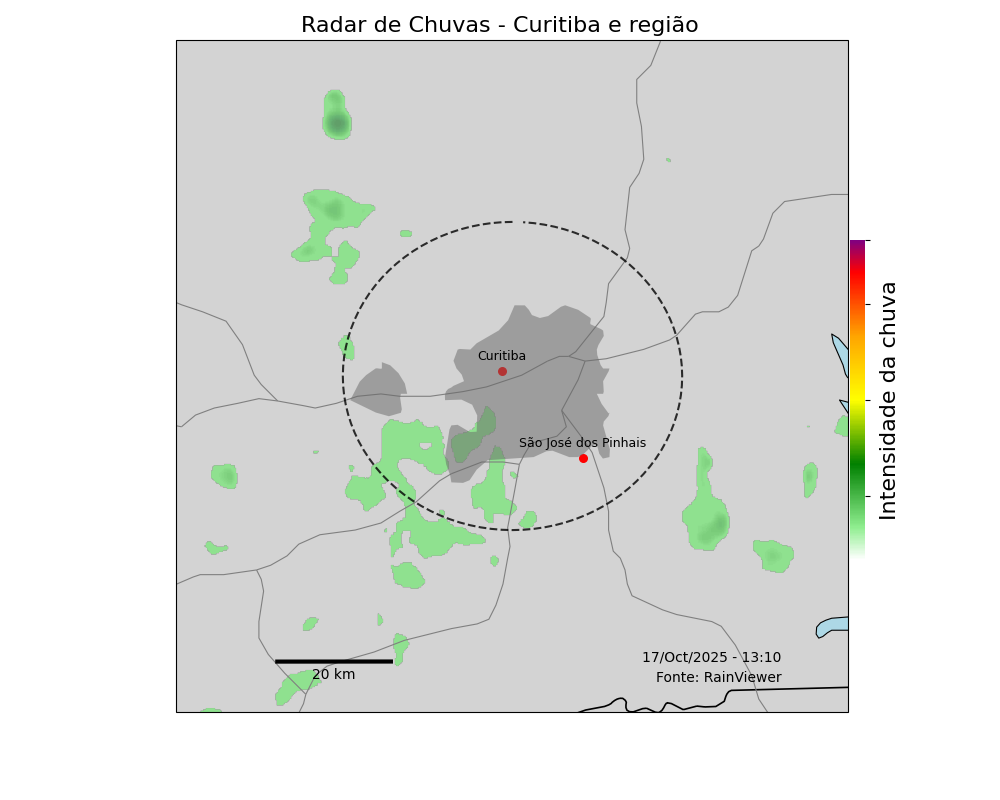 Radar de Chuvas - Curitiba e região
Curitiba
São José dos Pinhais
Intensidade da chuva
20 km
17/Oct/2025 - 13:10
Fonte: RainViewer